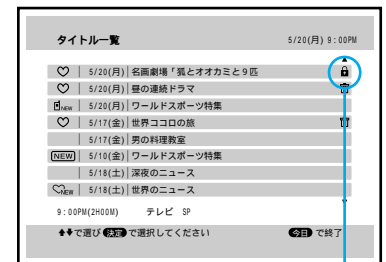 タイトル一覧 5/20(月) 9:00PM
5/20(月) 名画劇場「狐とオオカミと9匹
5/20(月) 昼の連続ドラマ
NEW 5/20(月) ワールドスポーツ特集
5/17(金) 世界ココロの旅
5/17(金) 男の料理教室
NEW 5/10(金) ワールドスポーツ特集
5/18(土) 深夜のニュース
NEW 5/18(土) 世界のニュース
9:00PM(2H00M) テレビ SP
で選び 決定 で選択してください 今日 で終了